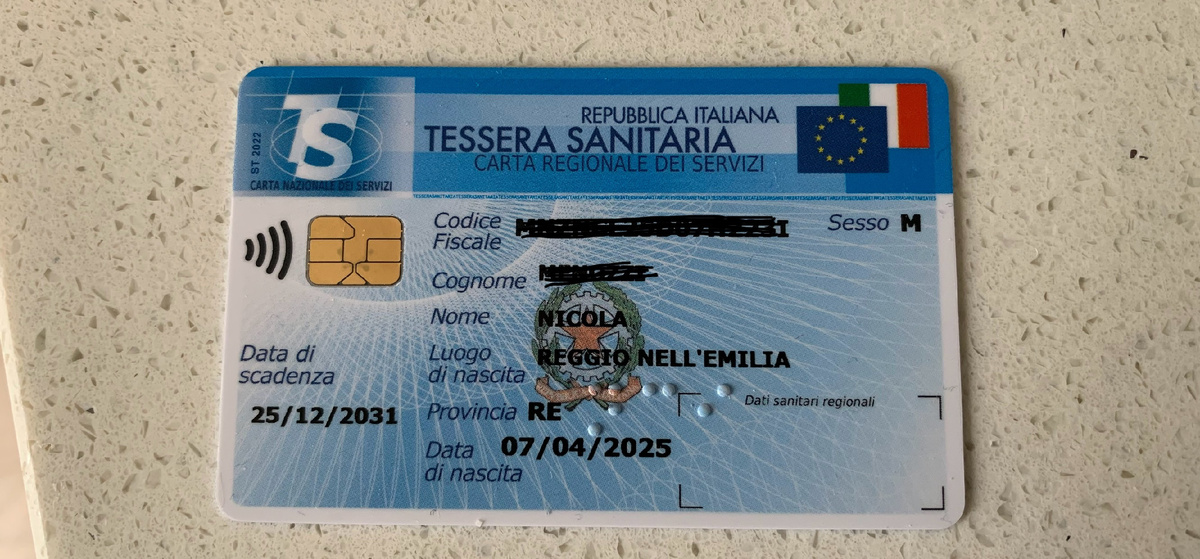 REPUBBLICA ITALIANA
TESSERA SANITARIA
CARTA REGIONALE DEI SERVIZI
TS
ST 2022
CARTA NAZIONALE DEI SERVIZI
Codice
Fiscale
Sesso M
Cognome
Nome NICOLA
Luogo
di nascita REGGIO NELL'EMILIA
Data di
scadenza
25/12/2031
Provincia RE
Dati sanitari regionali
Data
di nascita 07/04/2025